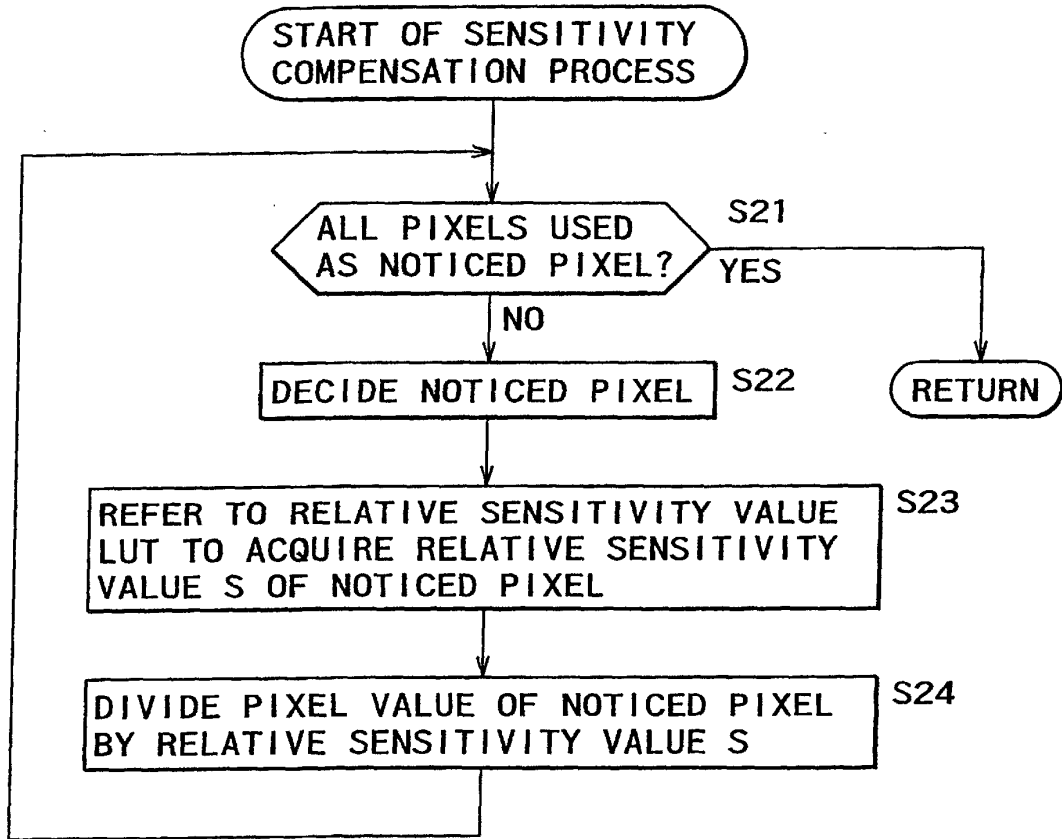 START OF SENSITIVITY
COMPENSATION PROCESS
ALL PIXELS USED
AS NOTICED PIXEL?
S21
YES
NO
DECIDE NOTICED PIXEL
S22
RETURN
REFER TO RELATIVE SENSITIVITY VALUE
LUT TO ACQUIRE RELATIVE SENSITIVITY
VALUE S OF NOTICED PIXEL
S23
DIVIDE PIXEL VALUE OF NOTICED PIXEL
BY RELATIVE SENSITIVITY VALUE S
S24